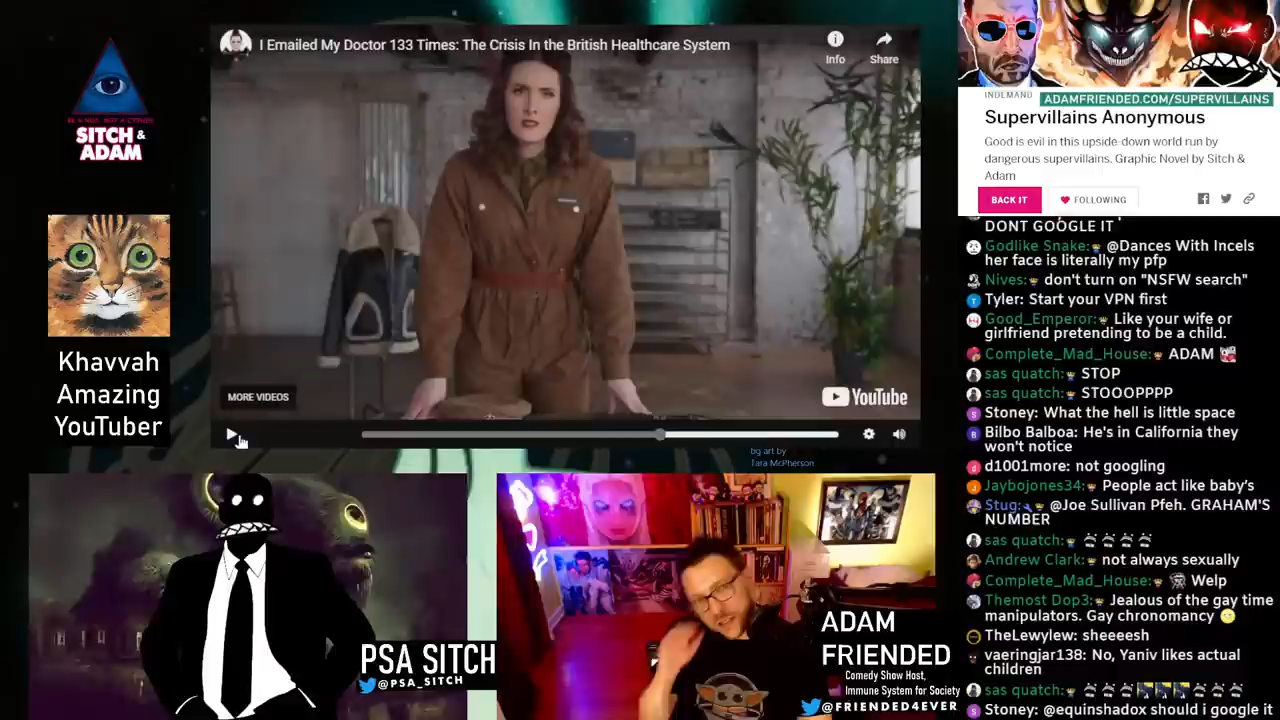 I Emailed My Doctor 133 Times: The Crisis In the British Healthcare System
Info
Share
SITCH &
ADAM
Khavvah
Amazing
YouTuber
MORE VIDEOS
YouTube
bg art by
Tara McPherson
PSA SITCH
@PSA_SITCH
ADAM
FRIENDED
Comedy Show Host,
Immune System for Society
@FRIENDED4EVER
INDEMAND
ADAMFRIENDED.COM/SUPERVILLAINS
Supervillains Anonymous
Good is evil in this upside-down world run by
dangerous supervillains. Graphic Novel by Sitch &
Adam
BACK IT
FOLLOWING
DONT GOOGLE IT
Godlike Snake: @Dances With Incels
her face is literally my pfp
Nives: don't turn on "NSFW search"
Tyler: Start your VPN first
Good_Emperor: Like your wife or
girlfriend pretending to be a child.
Complete_Mad_House: ADAM
sas quatch: STOP
sas quatch: STOOOPPPP
Stoney: What the hell is little space
Bilbo Balboa: He's in California they
won't notice
d1001more: not googling
Jaybojones34: People act like baby's
Stug: @Joe Sullivan Pfeh. GRAHAM'S
NUMBER
sas quatch:
Andrew Clark: not always sexually
Complete_Mad_House: Welp
Themost Dop3: Jealous of the gay time
manipulators. Gay chronomancy
TheLewylew: sheeeesh
vaeringjar138: No, Yaniv likes actual
children
sas quatch:
Stoney: @equinshadox should i google it